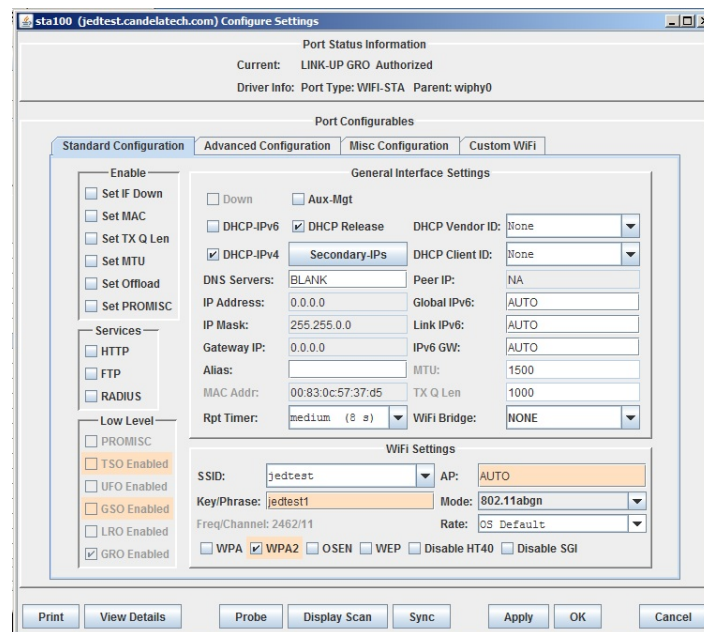 sta100 (jedtest.candelatech.com) Configure Settings
Port Status Information
Current: LINK-UP GRO Authorized
Driver Info: Port Type: WIFI-STA Parent: wiphy0
Port Configurables
Standard Configuration Advanced Configuration Misc Configuration Custom WiFi
Enable
Set IF Down
Set MAC
Set TX Q Len
Set MTU
Set Offload
Set PROMISC
Services
HTTP
FTP
RADIUS
Low Level
PROMISC
TSO Enabled
UFO Enabled
GSO Enabled
LRO Enabled
GRO Enabled
General Interface Settings
Down Aux-Mgt
DHCP-IPv6 DHCP Release DHCP Vendor ID: None
DHCP-IPv4 Secondary-IPs DHCP Client ID: None
DNS Servers: BLANK Peer IP: NA
IP Address: 0.0.0.0 Global IPv6: AUTO
IP Mask: 255.255.0.0 Link IPv6: AUTO
Gateway IP: 0.0.0.0 IPv6 GW: AUTO
Alias: MTU: 1500
MAC Addr: 00:83:0c:57:37:d5 TX Q Len 1000
Rpt Timer: medium (8 s) WiFi Bridge: NONE
WiFi Settings
SSID: jedtest AP: AUTO
Key/Phrase: jedtest1 Mode: 802.11abgn
Freq/Channel: 2462/11 Rate: OS Default
WPA WPA2 OSEN WEP Disable HT40 Disable SGI
Print View Details Probe Display Scan Sync Apply OK Cancel